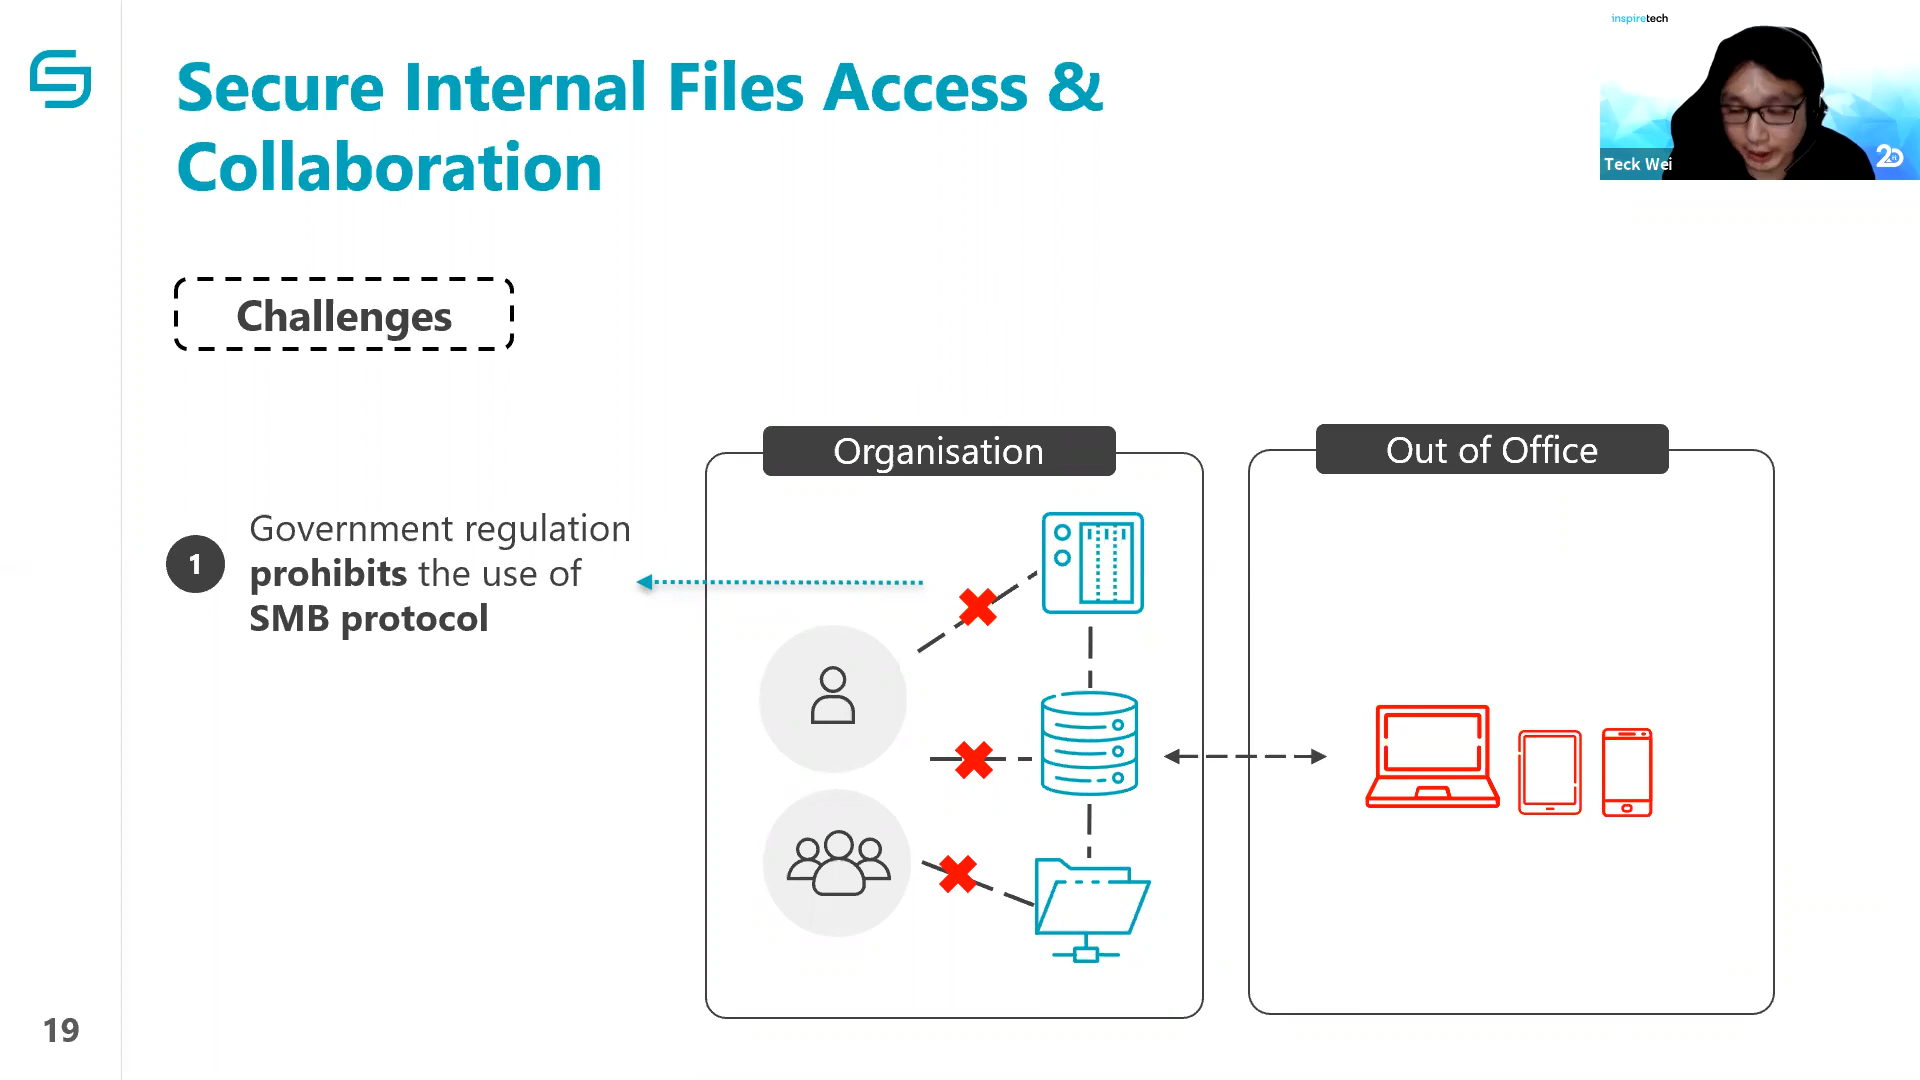 inspiretech
Teck Wei
Secure Internal Files Access &
Collaboration
Challenges
1
Government regulation
prohibits the use of
SMB protocol
Organisation
Out of Office
19